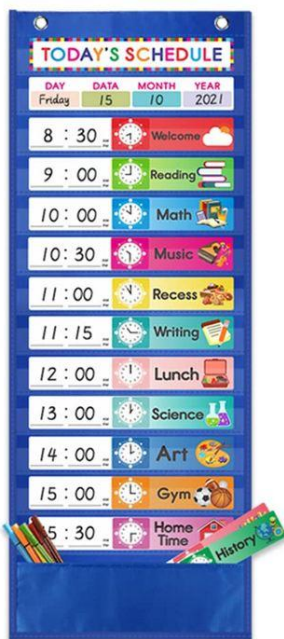 TODAY'S SCHEDULE
DAY DATA MONTH YEAR
Friday 15 10 2021
8 : 30 Welcome
9 : 00 Reading
10 : 00 Math
10 : 30 Music
11 : 00 Recess
11 : 15 Writing
12 : 00 Lunch
13 : 00 Science
14 : 00 Art
15 : 00 Gym
5 : 30 Home
Time
History